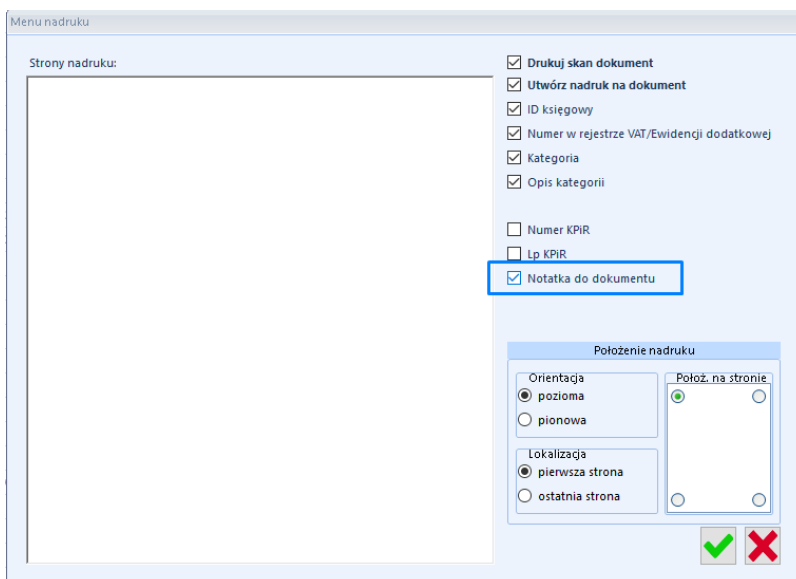 Menu nadruku
Strony nadruku:
Drukuj skan dokument
Utwórz nadruk na dokument
ID księgowy
Numer w rejestrze VAT/Ewidencji dodatkowej
Kategoria
Opis kategorii
Numer KPiR
Lp KPiR
Notatka do dokumentu
Położenie nadruku
Orientacja
pozioma
pionowa
Położ. na stronie
Lokalizacja
pierwsza strona
ostatnia strona